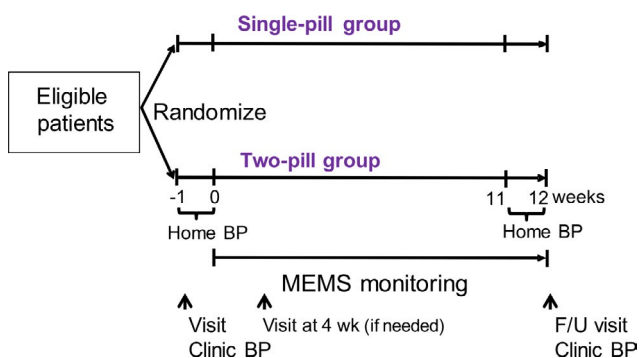 Single-pill group
Eligible
patients
Randomize
Two-pill group
-1 0 11 12 weeks
Home BP Home BP
MEMS monitoring
Visit Visit at 4 wk (if needed) F/U visit
Clinic BP Clinic BP